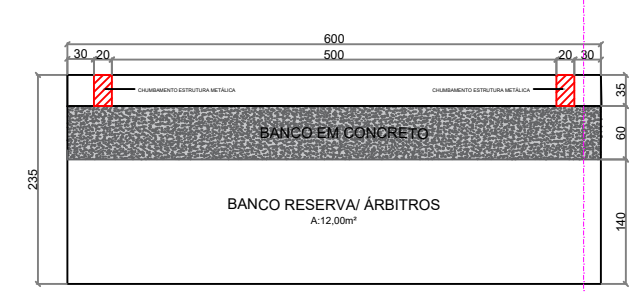 600
30 20 500 20 30
CHUMBAMENTO ESTRUTURA METÁLICA CHUMBAMENTO ESTRUTURA METÁLICA
35
BANCO EM CONCRETO
60
235
BANCO RESERVA/ ÁRBITROS
A:12,00m²
140